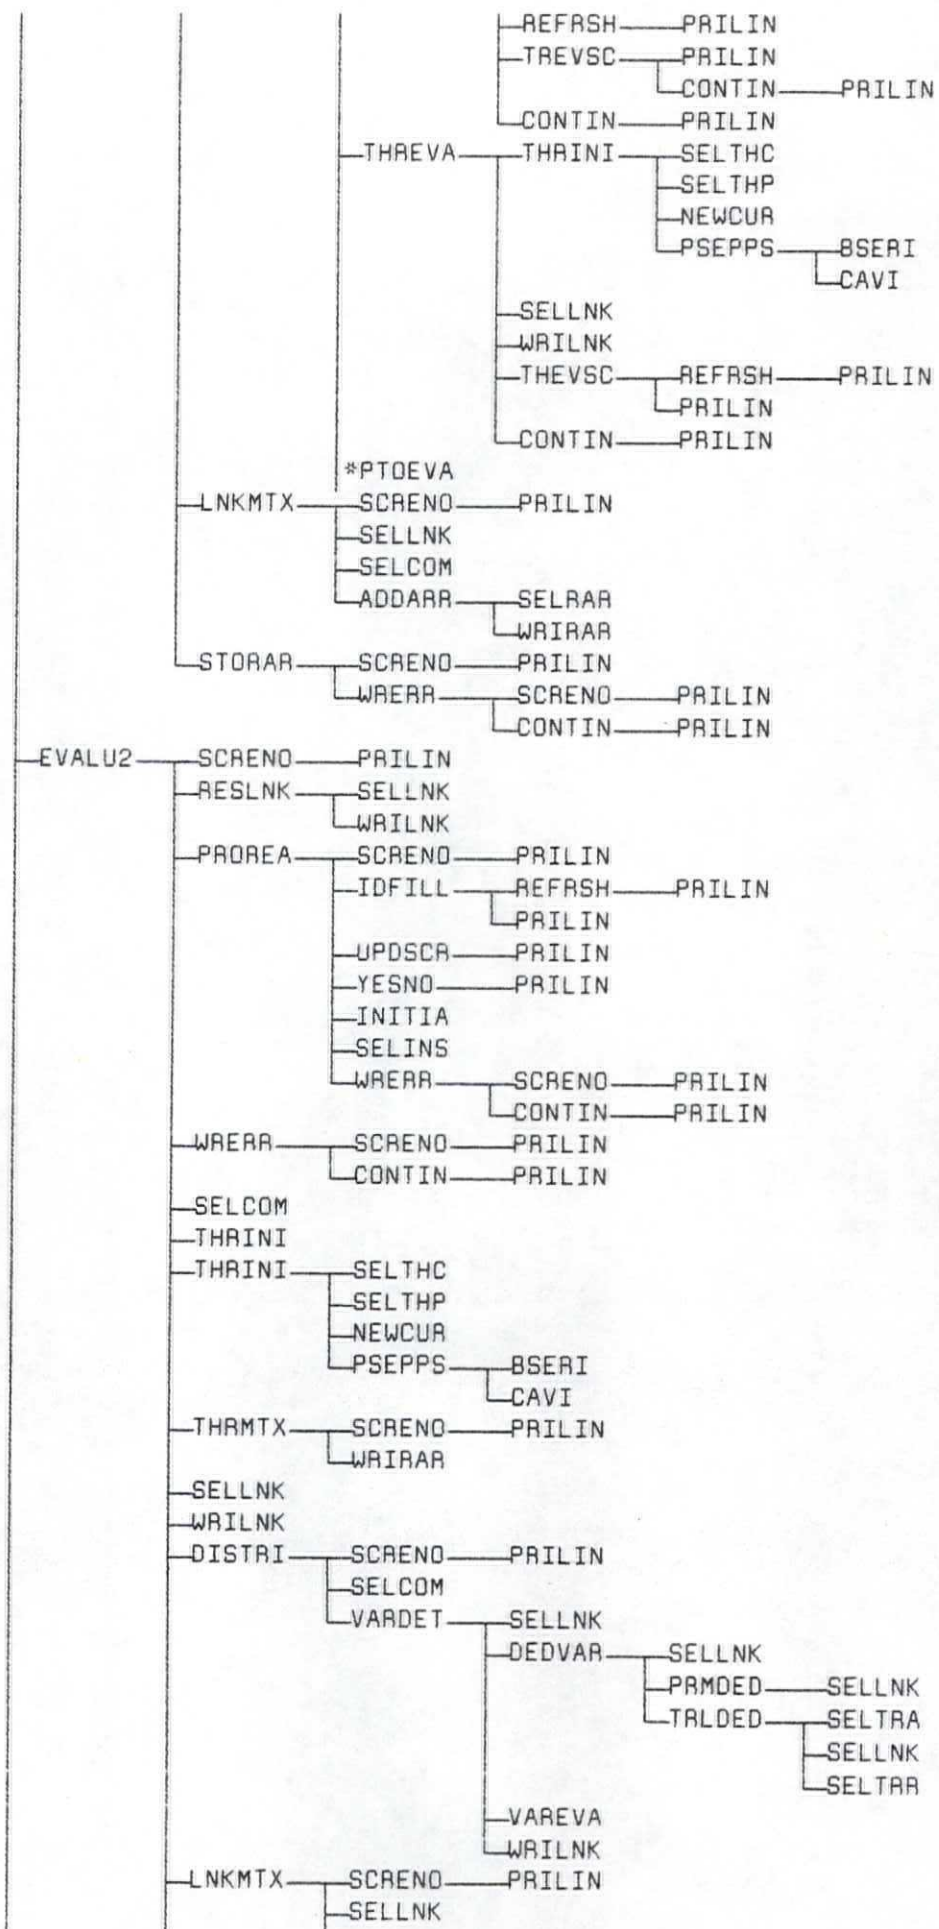 REFRSH PRILIN
TREVSC PRILIN
CONTIN PRILIN
CONTIN PRILIN
THREVA THRINI SELTHC
SELTHP
NEWCUR
PSEPPS BSERI
CAVI
SELLNK
WRILNK
THEVSC REFRSH PRILIN
PRILIN
CONTIN PRILIN
*PTOEVA
LNKMTX SCRENO PRILIN
SELLNK
SELCOM
ADDARR SELRAR
WRIRAR
STORAR SCRENO PRILIN
WRERR SCRENO PRILIN
CONTIN PRILIN
EVALU2 SCRENO PRILIN
RESLNK SELLNK
WRILNK
PROREA SCRENO PRILIN
IDFILL REFRSH PRILIN
PRILIN
UPDSCR PRILIN
YESNO PRILIN
INITIA
SELINS
WRERR SCRENO PRILIN
CONTIN PRILIN
WRERR SCRENO PRILIN
CONTIN PRILIN
SELCOM
THRINI
THRINI SELTHC
SELTHP
NEWCUR
PSEPPS BSERI
CAVI
THRMTX SCRENO PRILIN
WRIRAR
SELLNK
WRILNK
DISTRI SCRENO PRILIN
SELCOM
VARDET SELLNK
DEDVAR SELLNK
PRMDED SELLNK
TRLDED SELTRA
SELLNK
SELTRR
VAREVA
WRILNK
LNKMTX SCRENO PRILIN
SELLNK